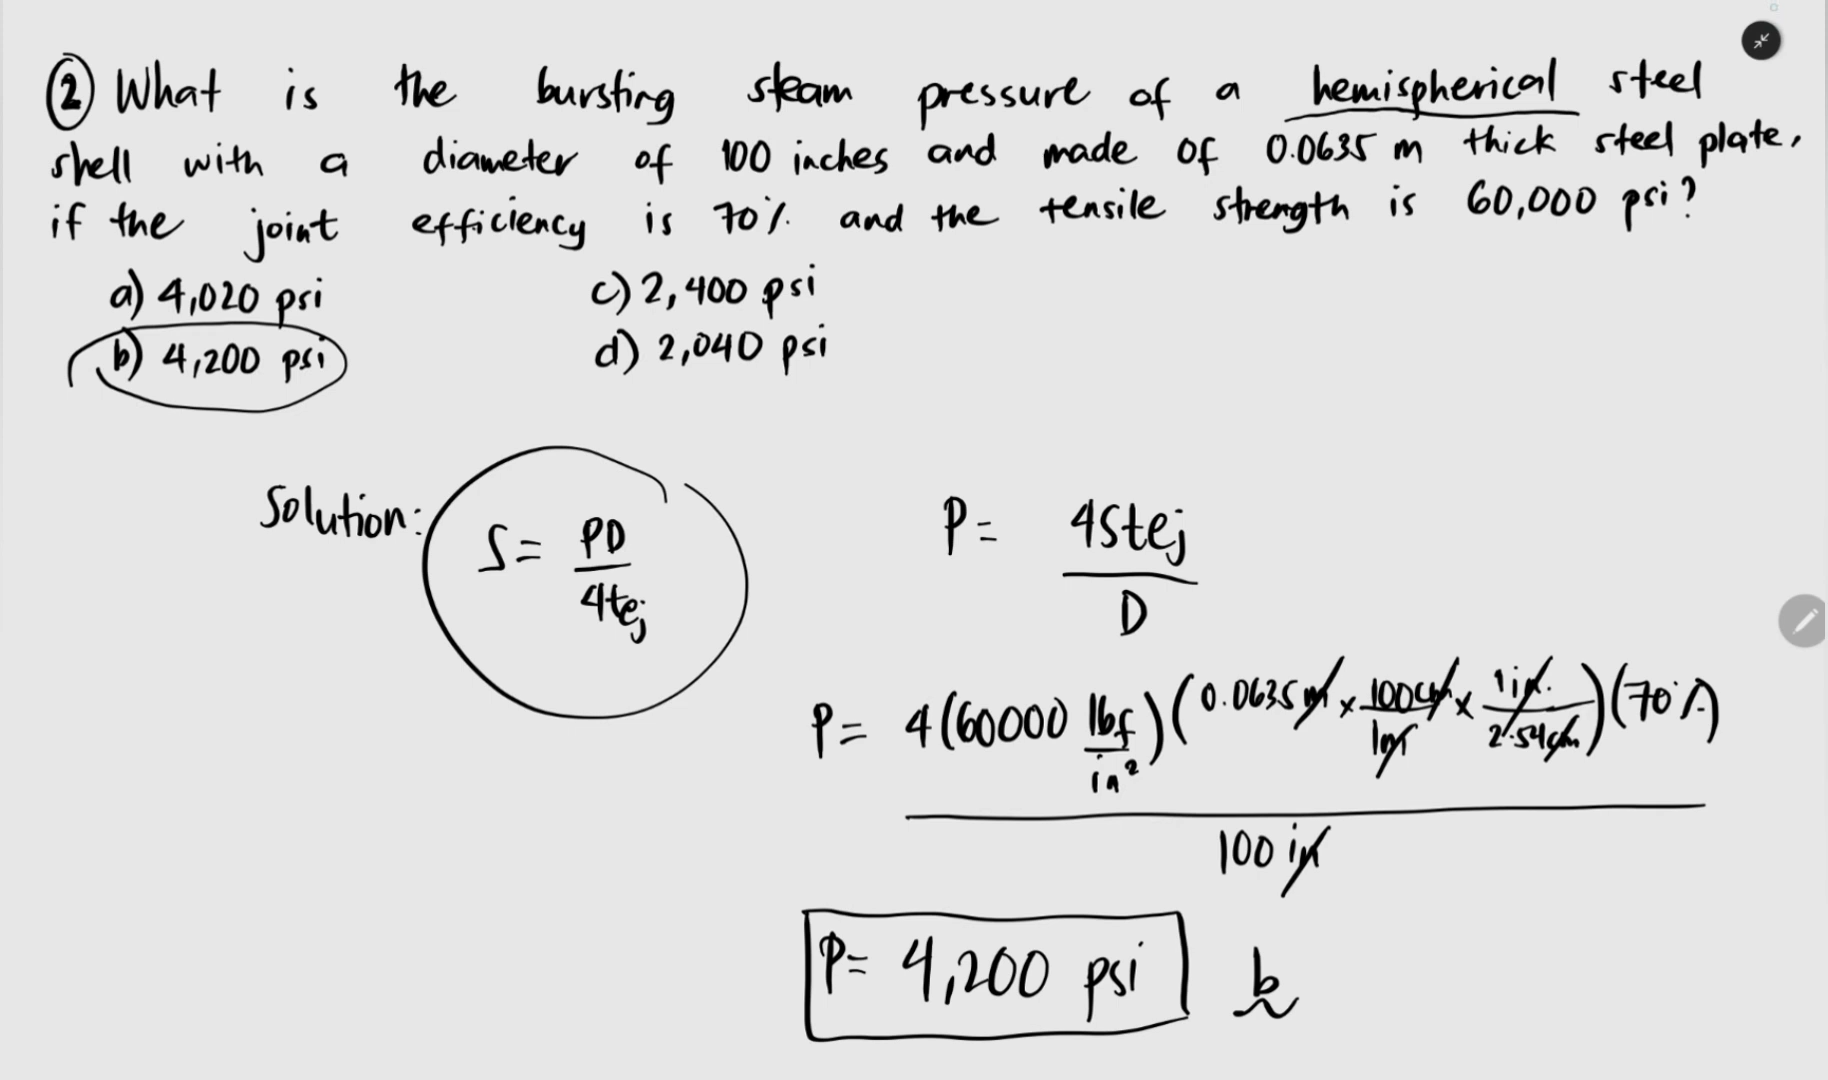 ② What is the bursting steam pressure of a hemispherical steel
shell with a diameter of 100 inches and made of 0.0635 m thick steel plate,
if the joint efficiency is 70% and the tensile strength is 60,000 psi?
a) 4,020 psi c) 2,400 psi
b) 4,200 psi d) 2,040 psi
Solution: S = PD / 4tej
P = 4Stej / D
P = 4(60000 lbf/in²)(0.0635 m x 100cm/1m x 1 in./2.54cm)(70%) / 100 in
P = 4,200 psi b